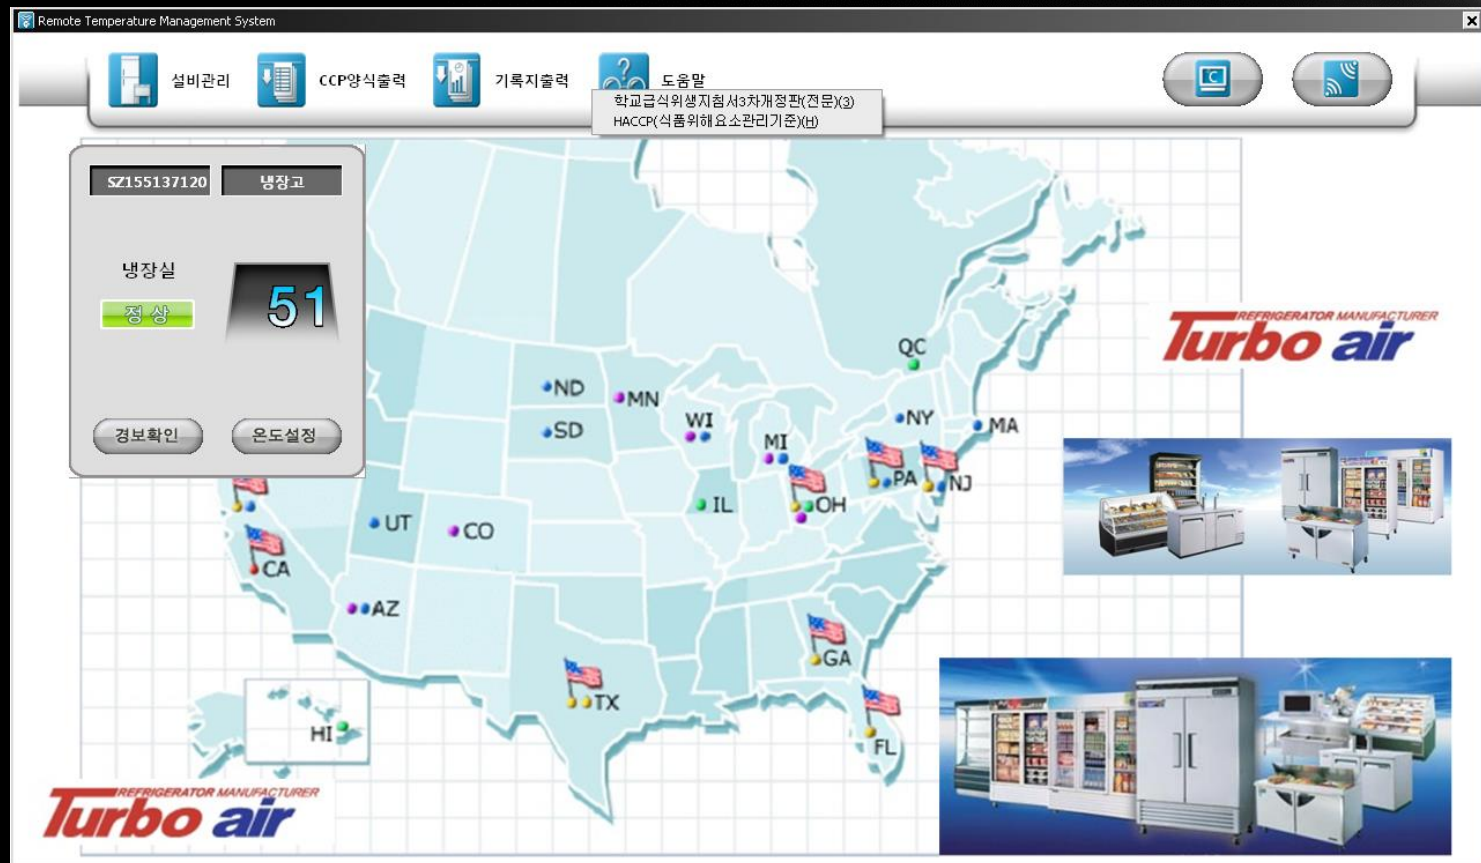 Remote Temperature Management System
설비관리 CCP양식출력 기록지출력 도움말
학교급식위생지침서3차개정판(전문)(3)
HACCP(식품위해요소관리기준)(H)
SZ155137120 냉장고
냉장실
정상
51
경보확인 온도설정
QC
ND
MN
SD
WI
MI
NY
MA
PA
NJ
IL
OH
UT
CO
CA
AZ
GA
TX
FL
HI
REFRIGERATOR MANUFACTURER
Turbo air
REFRIGERATOR MANUFACTURER
Turbo air